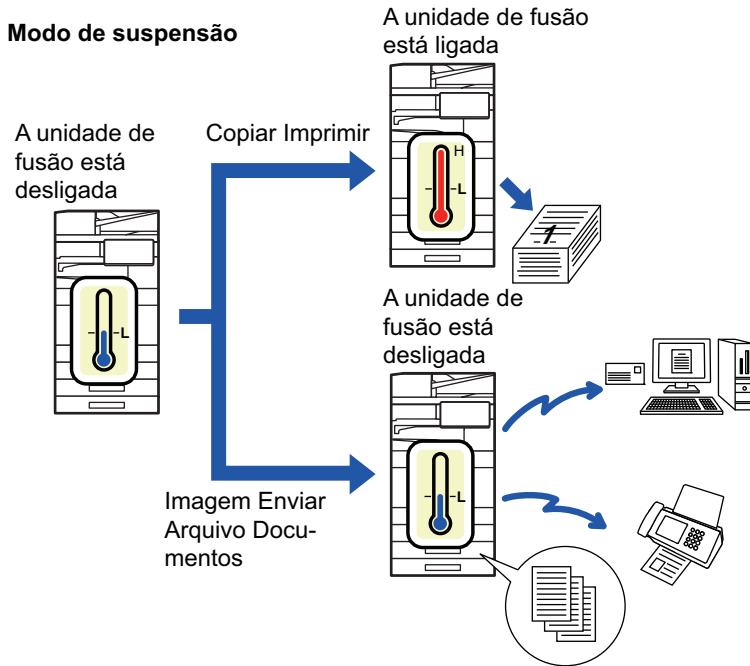 Modo de suspensão
A unidade de fusão
está ligada
A unidade de
fusão está
desligada
Copiar Imprimir
H
L
1
L
A unidade de
fusão está
desligada
L
Imagem Enviar
Arquivo Docu-
mentos